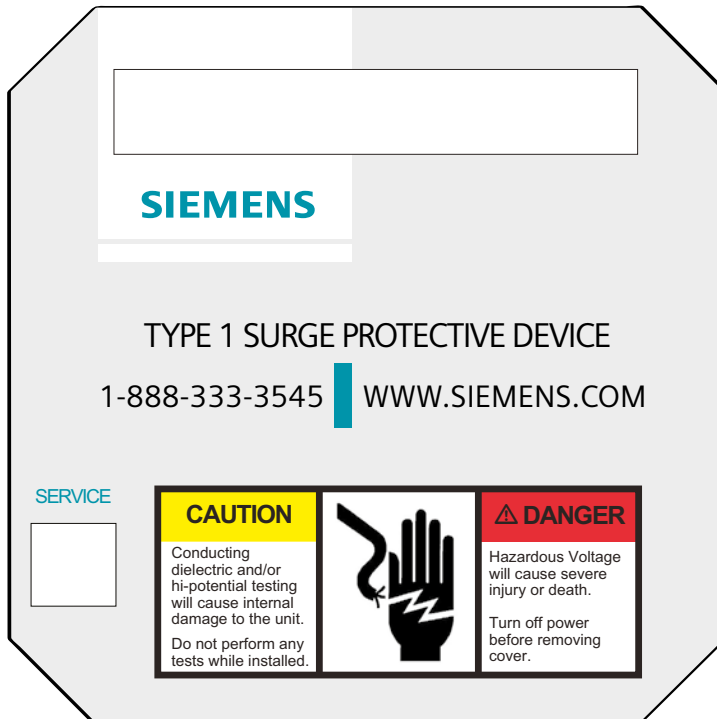 SIEMENS
TYPE 1 SURGE PROTECTIVE DEVICE
1-888-333-3545 WWW.SIEMENS.COM
SERVICE
CAUTION
Conducting
dielectric and/or
hi-potential testing
will cause internal
damage to the unit.
Do not perform any
tests while installed.
⚠ DANGER
Hazardous Voltage
will cause severe
injury or death.
Turn off power
before removing
cover.